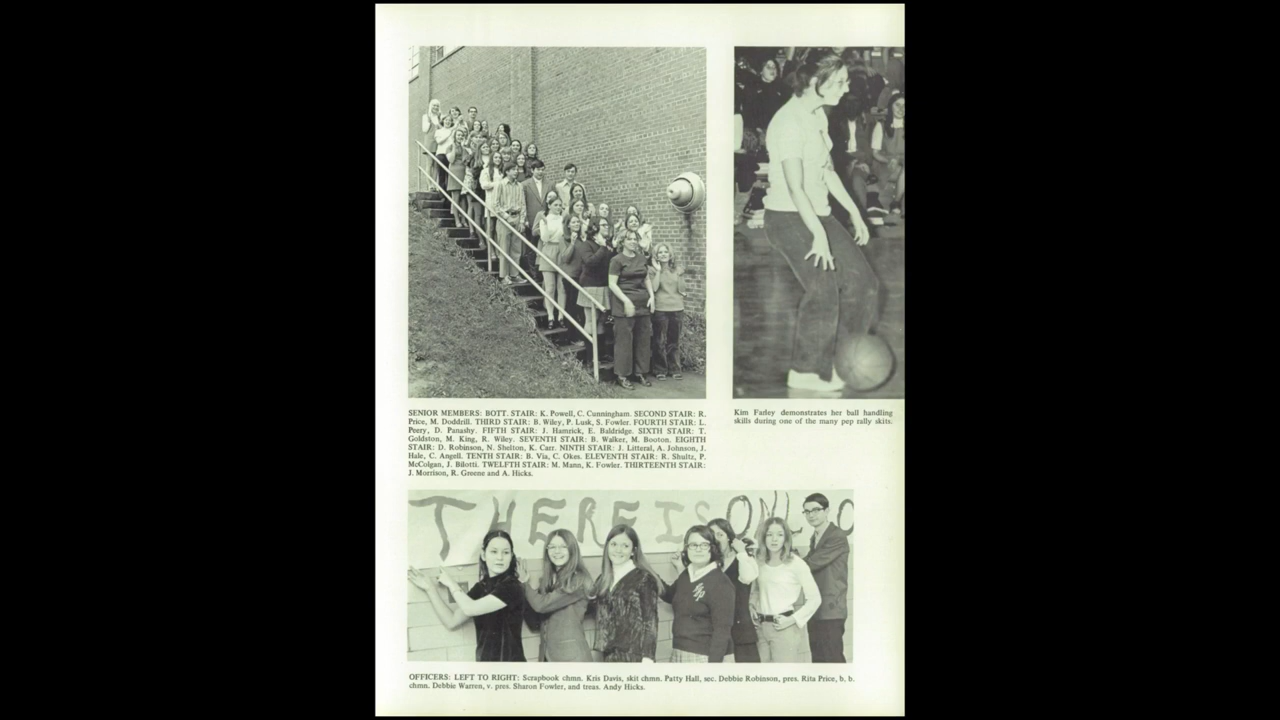 SENIOR MEMBERS: BOTT. STAIR: K. Powell, C. Cunningham. SECOND STAIR: R.
Price, M. Doddrill. THIRD STAIR: B. Wiley, P. Lusk, S. Fowler. FOURTH STAIR: L.
Peery, D. Panashy. FIFTH STAIR: J. Hamrick, E. Baldridge. SIXTH STAIR: T.
Goldston, M. King, R. Wiley. SEVENTH STAIR: B. Walker, M. Booton. EIGHTH
STAIR: D. Robinson, N. Shelton, K. Carr. NINTH STAIR: J. Litteral, A. Johnson, J.
Hale, C. Angell. TENTH STAIR: B. Via, C. Okes. ELEVENTH STAIR: R. Shultz, P.
McColgan, J. Bilotti. TWELFTH STAIR: M. Mann, K. Fowler. THIRTEENTH STAIR:
J. Morrison, R. Greene and A. Hicks.
Kim Farley demonstrates her ball handling
skills during one of the many pep rally skits.
THERE IS ONL
OFFICERS: LEFT TO RIGHT: Scrapbook chmn. Kris Davis, skit chmn. Patty Hall, sec. Debbie Robinson, pres. Rita Price, b. b.
chmn. Debbie Warren, v. pres. Sharon Fowler, and treas. Andy Hicks.